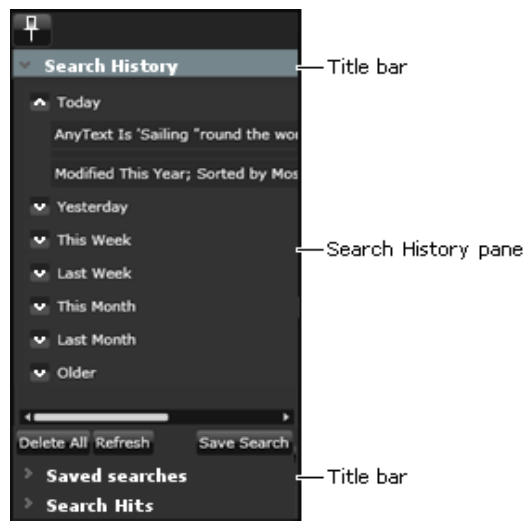 Search History
Title bar
Today
AnyText Is 'Sailing "round the wor
Modified This Year; Sorted by Mos
Yesterday
This Week
Search History pane
Last Week
This Month
Last Month
Older
Delete All Refresh Save Search
Saved searches
Title bar
Search Hits